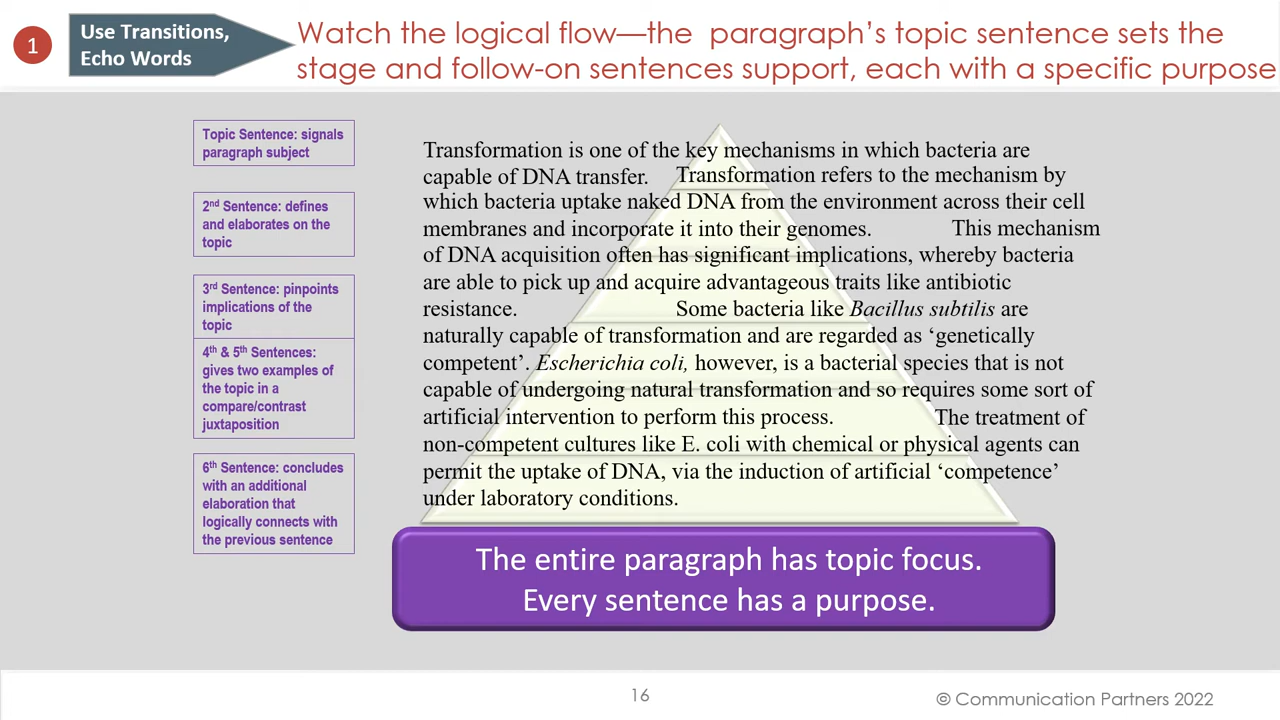 1
Use Transitions,
Echo Words
Watch the logical flow—the paragraph's topic sentence sets the
stage and follow-on sentences support, each with a specific purpose
Topic Sentence: signals
paragraph subject
2nd Sentence: defines
and elaborates on the
topic
3rd Sentence: pinpoints
implications of the
topic
4th & 5th Sentences:
gives two examples of
the topic in a
compare/contrast
juxtaposition
6th Sentence: concludes
with an additional
elaboration that
logically connects with
the previous sentence
Transformation is one of the key mechanisms in which bacteria are
capable of DNA transfer. Transformation refers to the mechanism by
which bacteria uptake naked DNA from the environment across their cell
membranes and incorporate it into their genomes. This mechanism
of DNA acquisition often has significant implications, whereby bacteria
are able to pick up and acquire advantageous traits like antibiotic
resistance. Some bacteria like Bacillus subtilis are
naturally capable of transformation and are regarded as ‘genetically
competent’. Escherichia coli, however, is a bacterial species that is not
capable of undergoing natural transformation and so requires some sort of
artificial intervention to perform this process. The treatment of
non-competent cultures like E. coli with chemical or physical agents can
permit the uptake of DNA, via the induction of artificial ‘competence’
under laboratory conditions.
The entire paragraph has topic focus.
Every sentence has a purpose.
16
© Communication Partners 2022